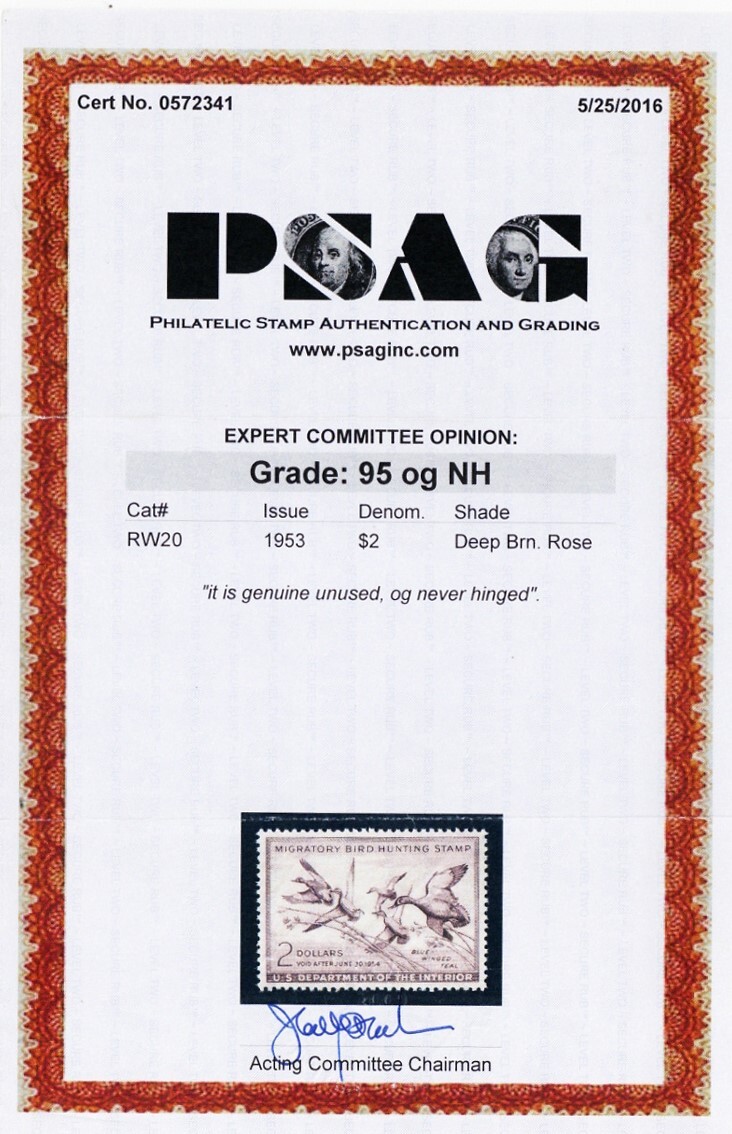 Cert No. 0572341 5/25/2016
PSAG
PHILATELIC STAMP AUTHENTICATION AND GRADING
www.psaginc.com
EXPERT COMMITTEE OPINION:
Grade: 95 og NH
Cat# Issue Denom. Shade
RW20 1953 $2 Deep Brn. Rose
"it is genuine unused, og never hinged".
MIGRATORY BIRD HUNTING STAMP
2 DOLLARS
VOID AFTER JUNE 30 1954
BLUE-
WINGED
TEAL
U.S. DEPARTMENT OF THE INTERIOR
Acting Committee Chairman